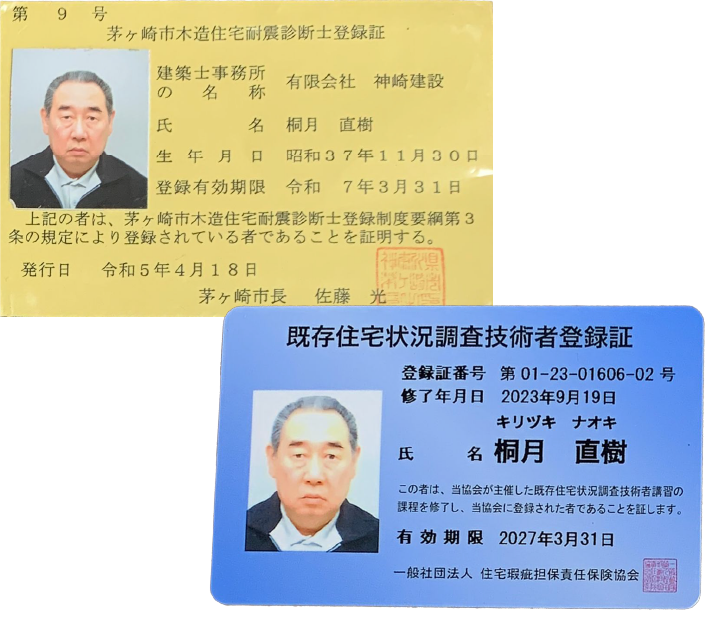 第　９　号
茅ヶ崎市木造住宅耐震診断士登録証
建築士事務所
の名称　有限会社　神崎建設
氏名　桐月　直樹
生年月日　昭和３７年１１月３０日
登録有効期限　令和　７年３月３１日
上記の者は、茅ヶ崎市木造住宅耐震診断士登録制度要綱第３
条の規定により登録されている者であることを証明する。
発行日　令和５年４月１８日
茅ヶ崎市長　佐藤　光
既存住宅状況調査技術者登録証
登録証番号　第 01-23-01606-02 号
修了年月日　2023年9月19日
キリヅキ　ナオキ
氏名　桐月　直樹
この者は、当協会が主催した既存住宅状況調査技術者講習の
課程を修了し、当協会に登録された者であることを証します。
有効期限　2027年3月31日
一般社団法人 住宅瑕疵担保責任保険協会